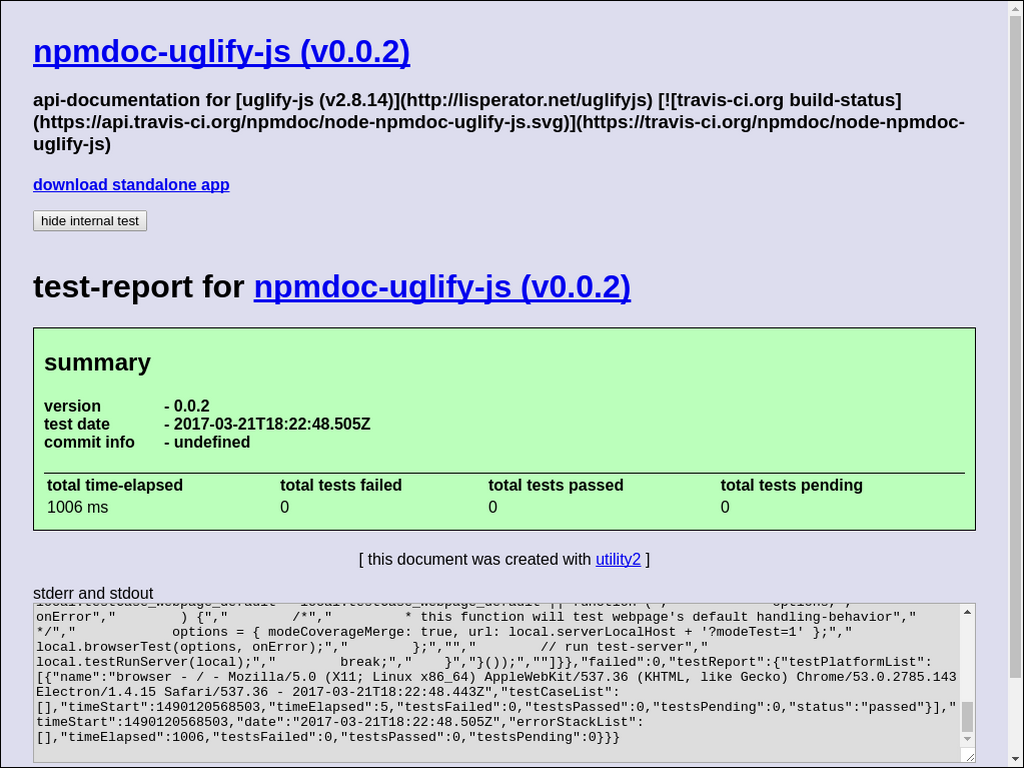 npmdoc-uglify-js (v0.0.2)
api-documentation for [uglify-js (v2.8.14)](http://lisperator.net/uglifyjs) [![travis-ci.org build-status]
(https://api.travis-ci.org/npmdoc/node-npmdoc-uglify-js.svg)](https://travis-ci.org/npmdoc/node-npmdoc-
uglify-js)
download standalone app
hide internal test
test-report for npmdoc-uglify-js (v0.0.2)
summary
version - 0.0.2
test date - 2017-03-21T18:22:48.505Z
commit info - undefined
total time-elapsed total tests failed total tests passed total tests pending
1006 ms 0 0 0
[ this document was created with utility2 ]
stderr and stdout
local.testCase_webpage_default = local.testCase_webpage_default || function ("," options,","
onError"," ) {"," /*"," * this function will test webpage's default handling-behavior","
*/"," options = { modeCoverageMerge: true, url: local.serverLocalHost + '?modeTest=1' };","
local.browserTest(options, onError);"," };","",""," // run test-server","
local.testRunServer(local);"," break;"," }","}());",""]}},"failed":0,"testReport":{"testPlatformList":
[{"name":"browser - / - Mozilla/5.0 (X11; Linux x86_64) AppleWebKit/537.36 (KHTML, like Gecko) Chrome/53.0.2785.143
Electron/1.4.15 Safari/537.36 - 2017-03-21T18:22:48.443Z","testCaseList":
[],"timeStart":1490120568503,"timeElapsed":5,"testsFailed":0,"testsPassed":0,"testsPending":0,"status":"passed"}],"
timeStart":1490120568503,"date":"2017-03-21T18:22:48.505Z","errorStackList":
[],"timeElapsed":1006,"testsFailed":0,"testsPassed":0,"testsPending":0}}}